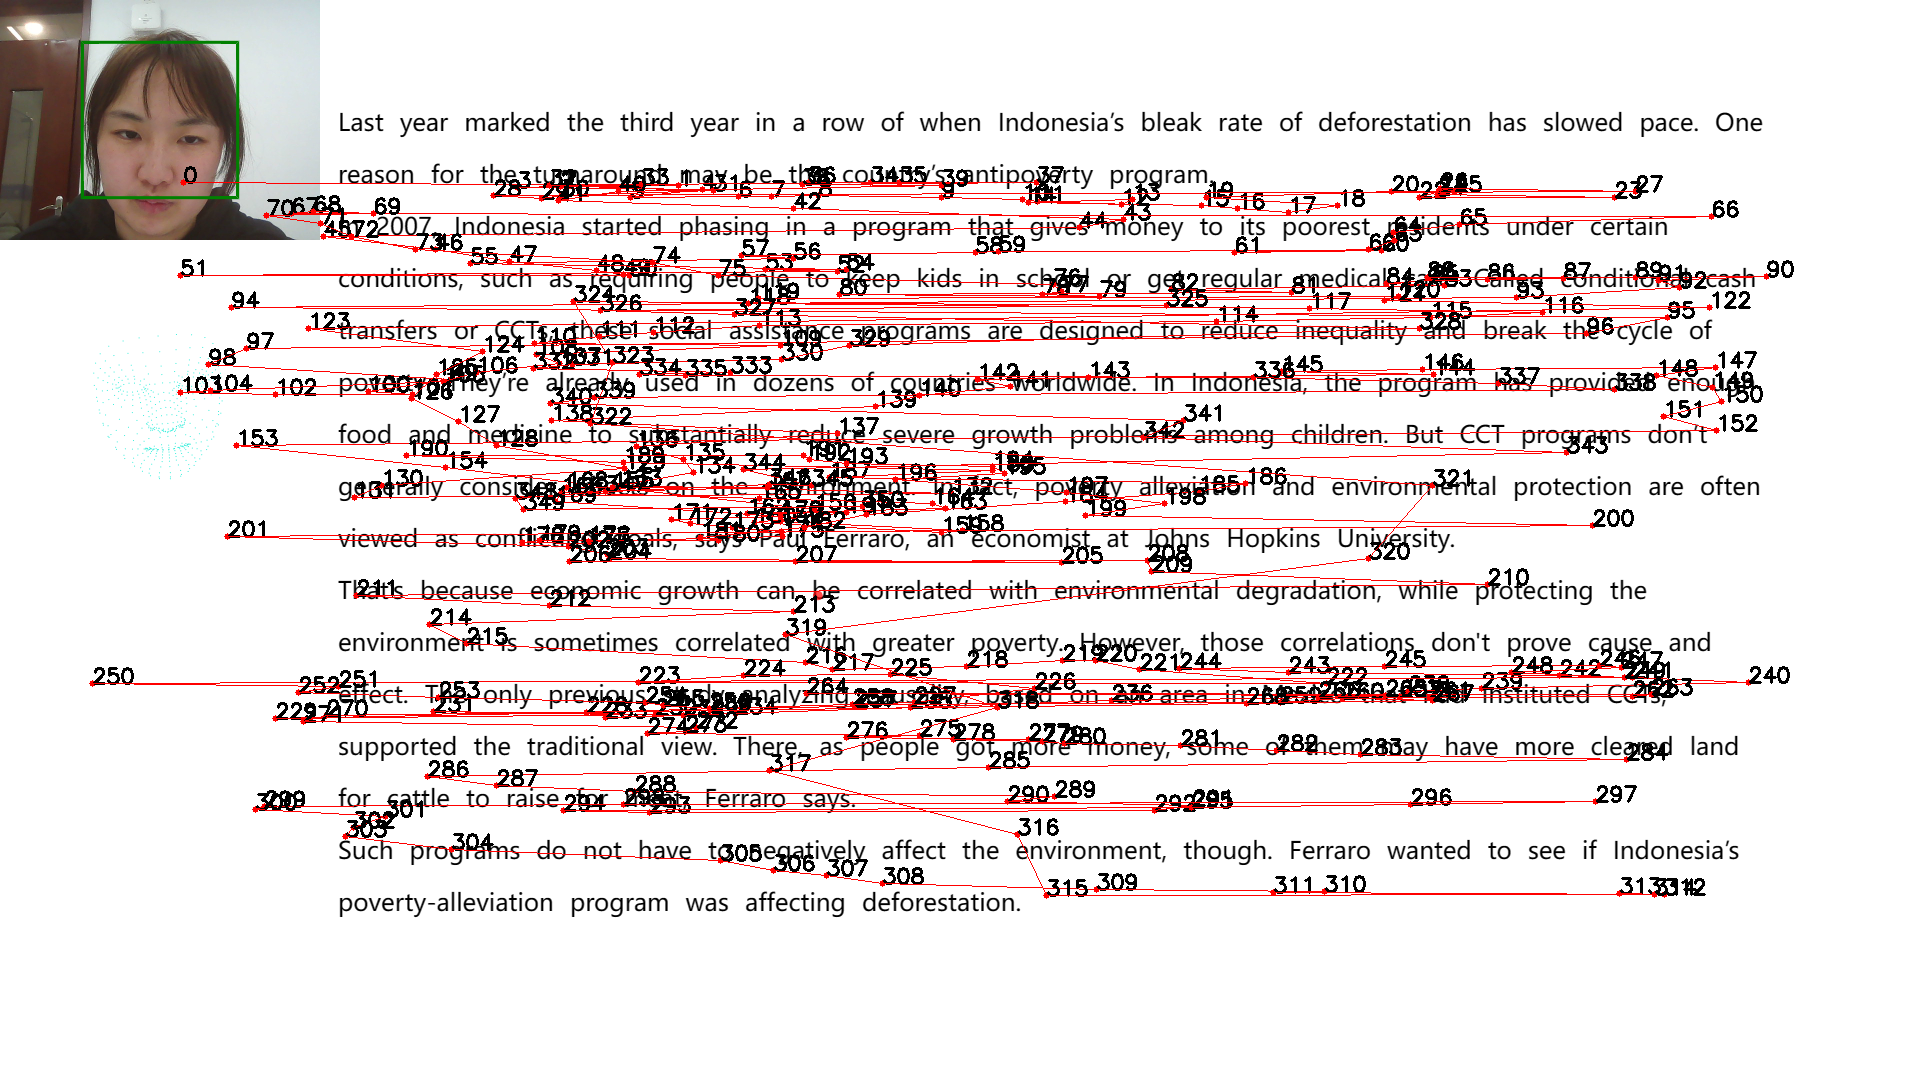 Last year marked the third year in a row of when Indonesia's bleak rate of deforestation has slowed pace. One
reason for the turnaround may be the country's antipoverty program.
2007, Indonesia started phasing in a program that gives money to its poorest residents under certain
conditions, such as requiring people to keep kids in school or get regular medical care. Called conditional cash
transfers or CCTs, these social assistance programs are designed to reduce inequality and break the cycle of
poverty. They're already used in dozens of countries worldwide. In Indonesia, the program has provided enough
food and medicine to substantially reduce severe growth problems among children. But CCT programs don't
generally consider on the environment. In fact, poverty alleviation and environmental protection are often
viewed as conflicting goals, says Paul Ferraro, an economist at Johns Hopkins University.
That's because economic growth can be correlated with environmental degradation, while protecting the
environment is sometimes correlated with greater poverty. However, those correlations don't prove cause and
effect. The only previous study analyzing causality, based on an area in that had instituted CCTs,
supported the traditional view. There, as people got more money, some of them may have more cleared land
for cattle to raise for meat, Ferraro says.
Such programs do not have to negatively affect the environment, though. Ferraro wanted to see if Indonesia's
poverty-alleviation program was affecting deforestation.